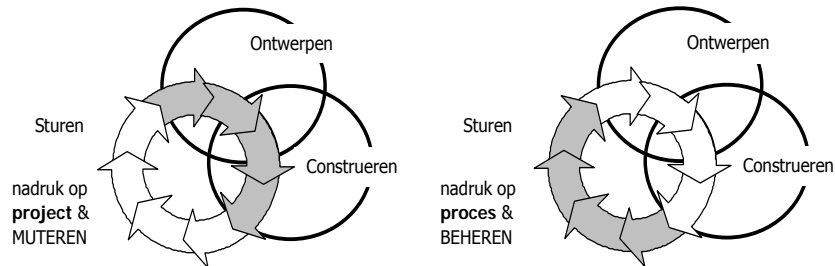 Ontwerpen
Sturen
Construeren
nadruk op
project &
MUTEREN
Ontwerpen
Sturen
Construeren
nadruk op
proces &
BEHEREN